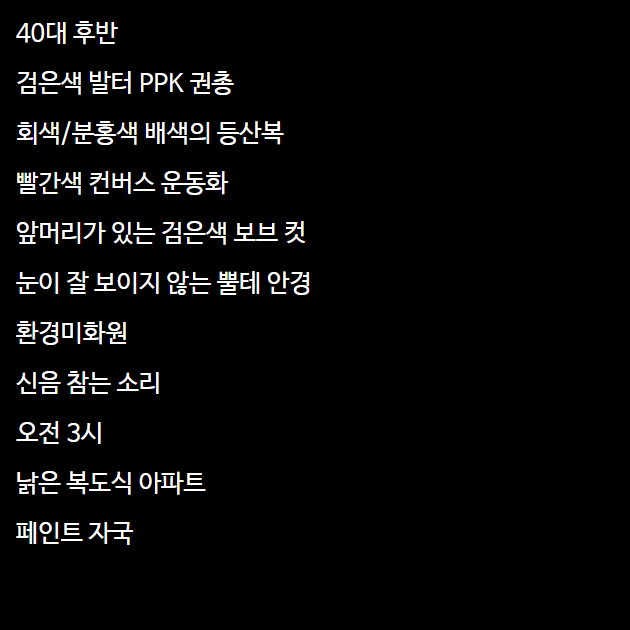 40대 후반
검은색 발터 PPK 권총
회색/분홍색 배색의 등산복
빨간색 컨버스 운동화
앞머리가 있는 검은색 보브 컷
눈이 잘 보이지 않는 뿔테 안경
환경미화원
신음 참는 소리
오전 3시
낡은 복도식 아파트
페인트 자국